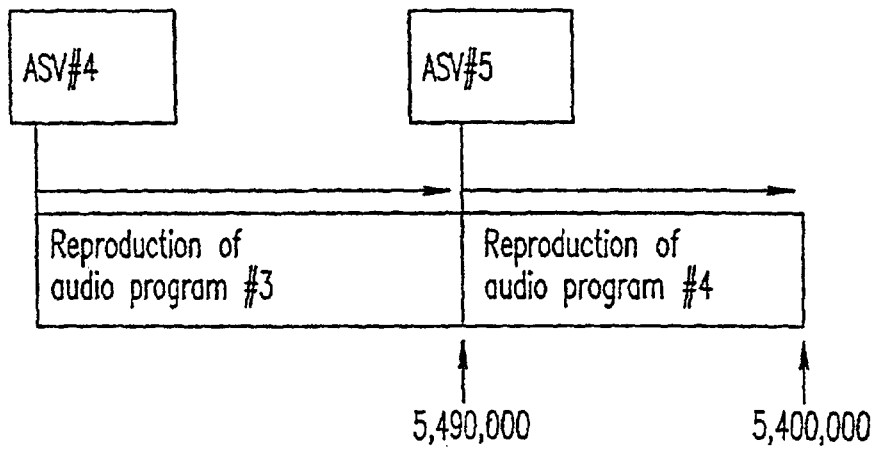 ASV#4
ASV#5
Reproduction of
audio program #3
Reproduction of
audio program #4
5,490,000
5,400,000